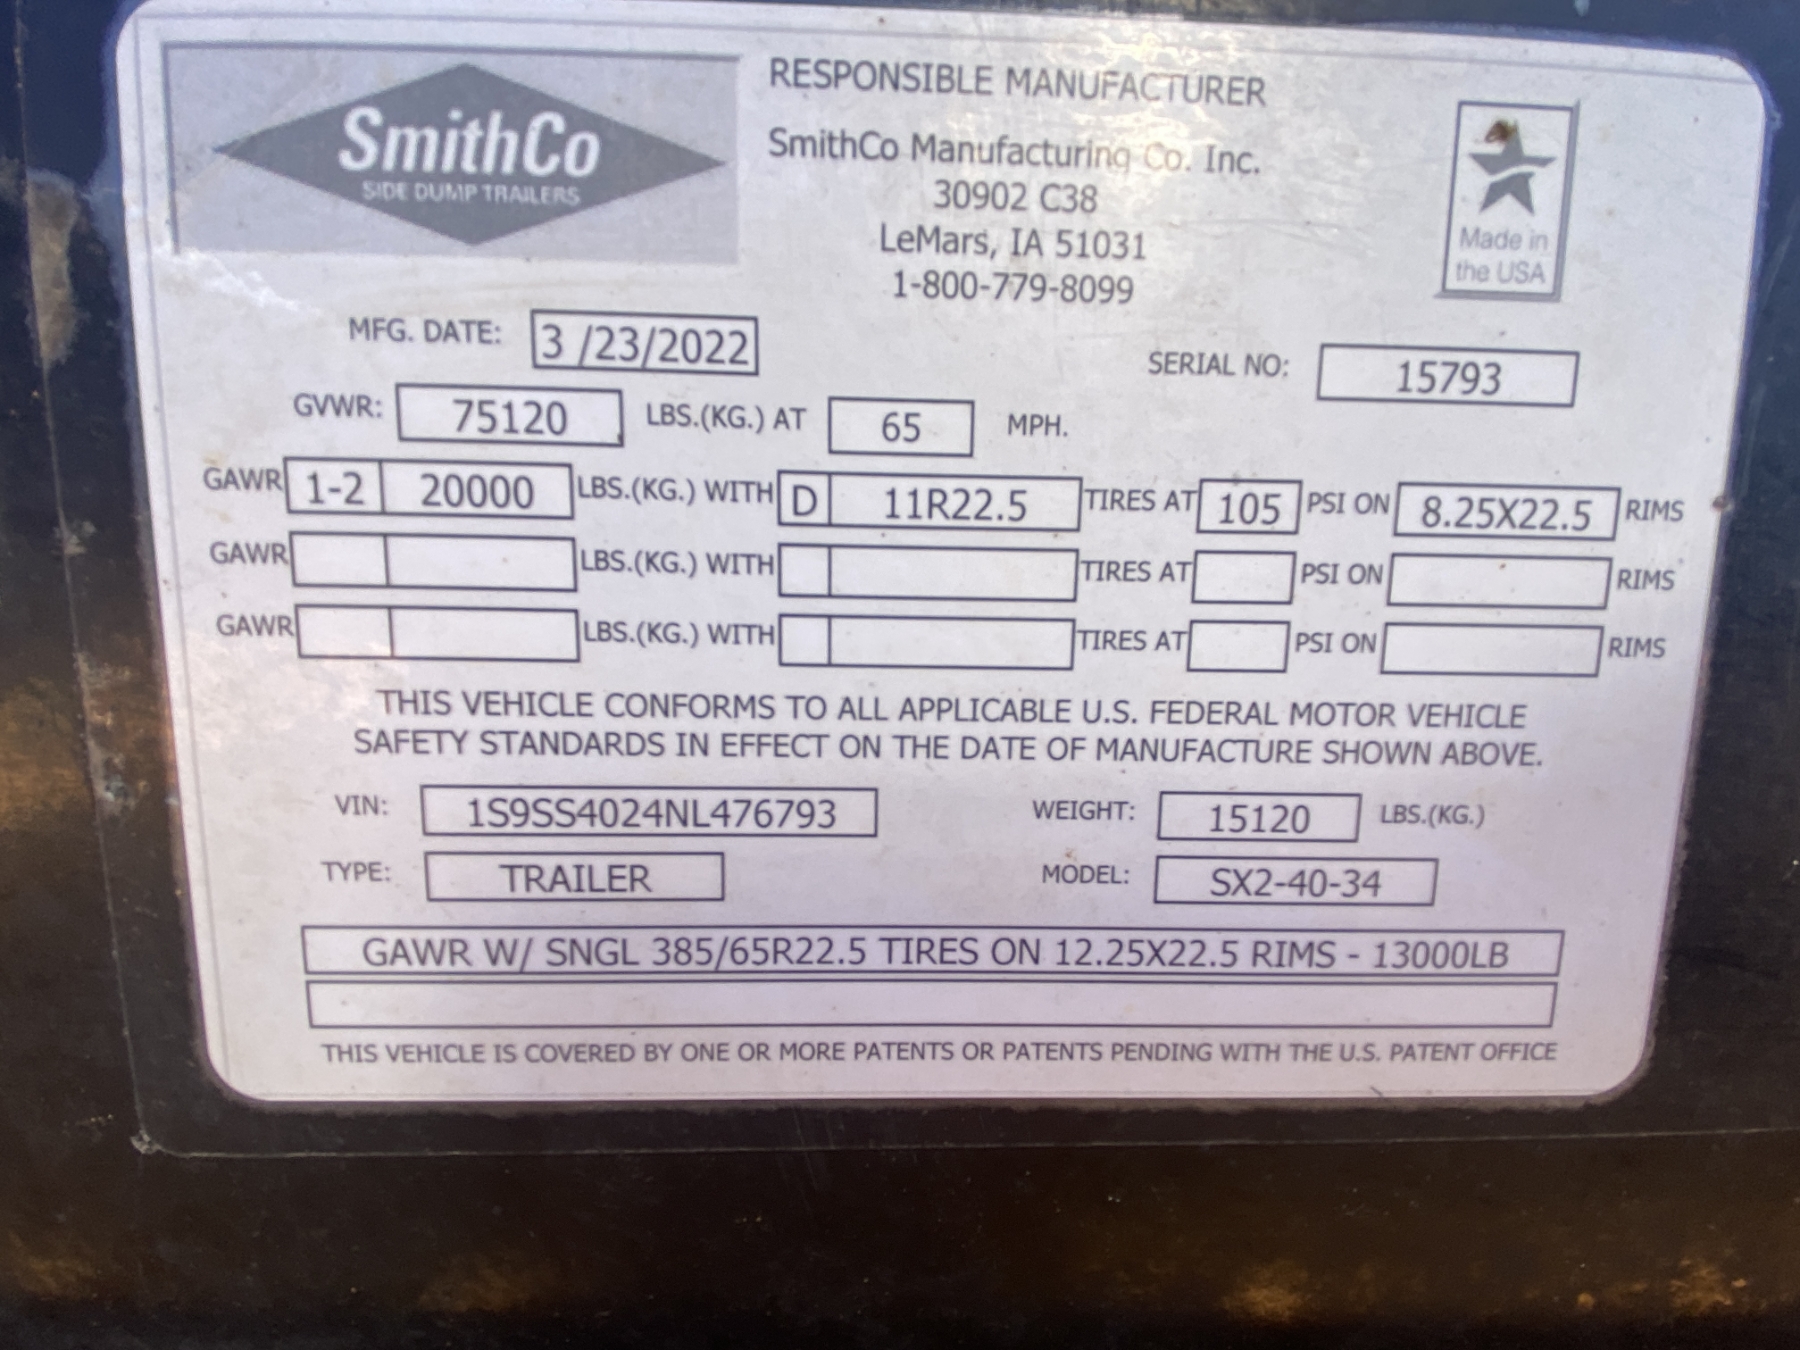 SmithCo
SIDE DUMP TRAILERS
RESPONSIBLE MANUFACTURER
SmithCo Manufacturing Co. Inc.
30902 C38
LeMars, IA 51031
1-800-779-8099
Made in
the USA
MFG. DATE: 3 /23/2022
SERIAL NO: 15793
GVWR: 75120 LBS.(KG.) AT 65 MPH.
GAWR 1-2 20000 LBS.(KG.) WITH D 11R22.5 TIRES AT 105 PSI ON 8.25X22.5 RIMS
GAWR LBS.(KG.) WITH TIRES AT PSI ON RIMS
GAWR LBS.(KG.) WITH TIRES AT PSI ON RIMS
THIS VEHICLE CONFORMS TO ALL APPLICABLE U.S. FEDERAL MOTOR VEHICLE
SAFETY STANDARDS IN EFFECT ON THE DATE OF MANUFACTURE SHOWN ABOVE.
VIN: 1S9SS4024NL476793 WEIGHT: 15120 LBS.(KG.)
TYPE: TRAILER MODEL: SX2-40-34
GAWR W/ SNGL 385/65R22.5 TIRES ON 12.25X22.5 RIMS - 13000LB
THIS VEHICLE IS COVERED BY ONE OR MORE PATENTS OR PATENTS PENDING WITH THE U.S. PATENT OFFICE